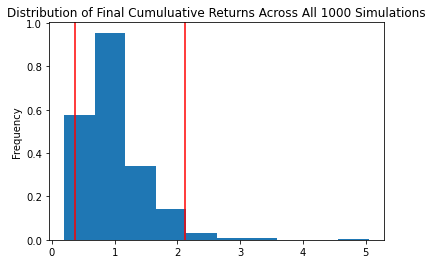 Distribution of Final Cumuluative Returns Across All 1000 Simulations
1.0
0.8
0.6
0.4
0.2
0.0
Frequency
0 1 2 3 4 5